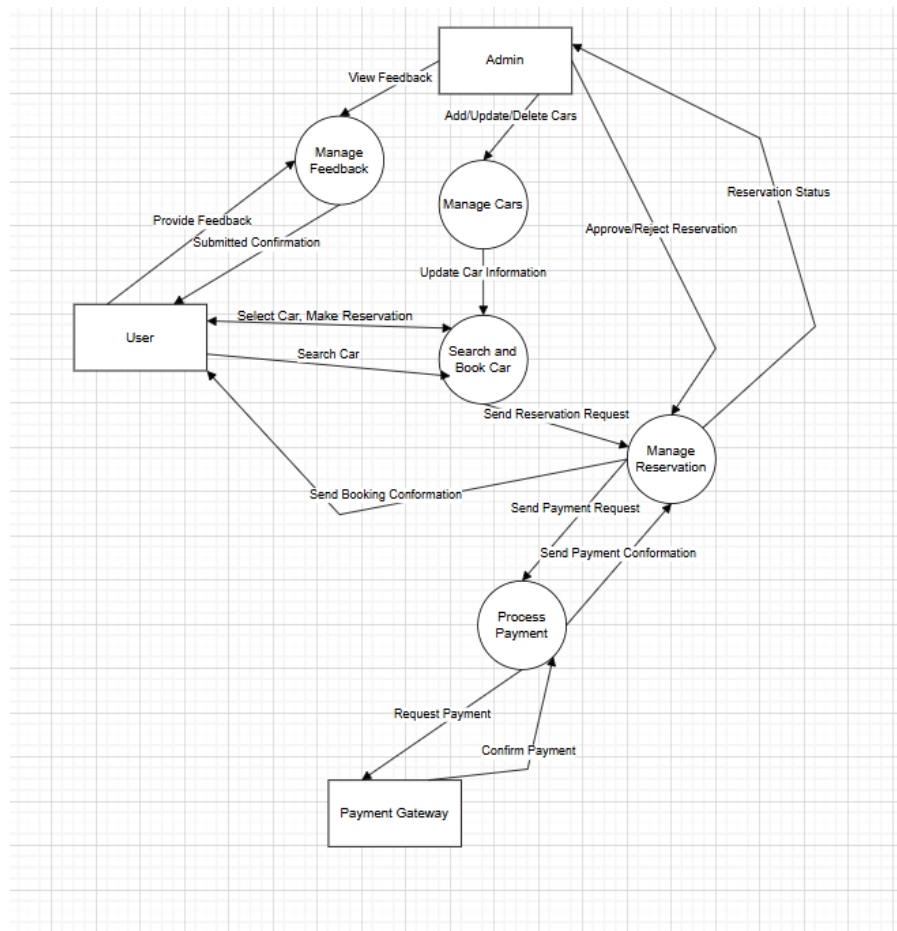 Admin
View Feedback
Add/Update/Delete Cars
Manage
Feedback
Reservation Status
Manage Cars
Provide Feedback
Approve/Reject Reservation
Submitted Confirmation
Update Car Information
Select Car, Make Reservation
User
Search Car
Search and
Book Car
Send Reservation Request
Manage
Reservation
Send Booking Conformation
Send Payment Request
Send Payment Conformation
Process
Payment
Request Payment
Confirm Payment
Payment Gateway